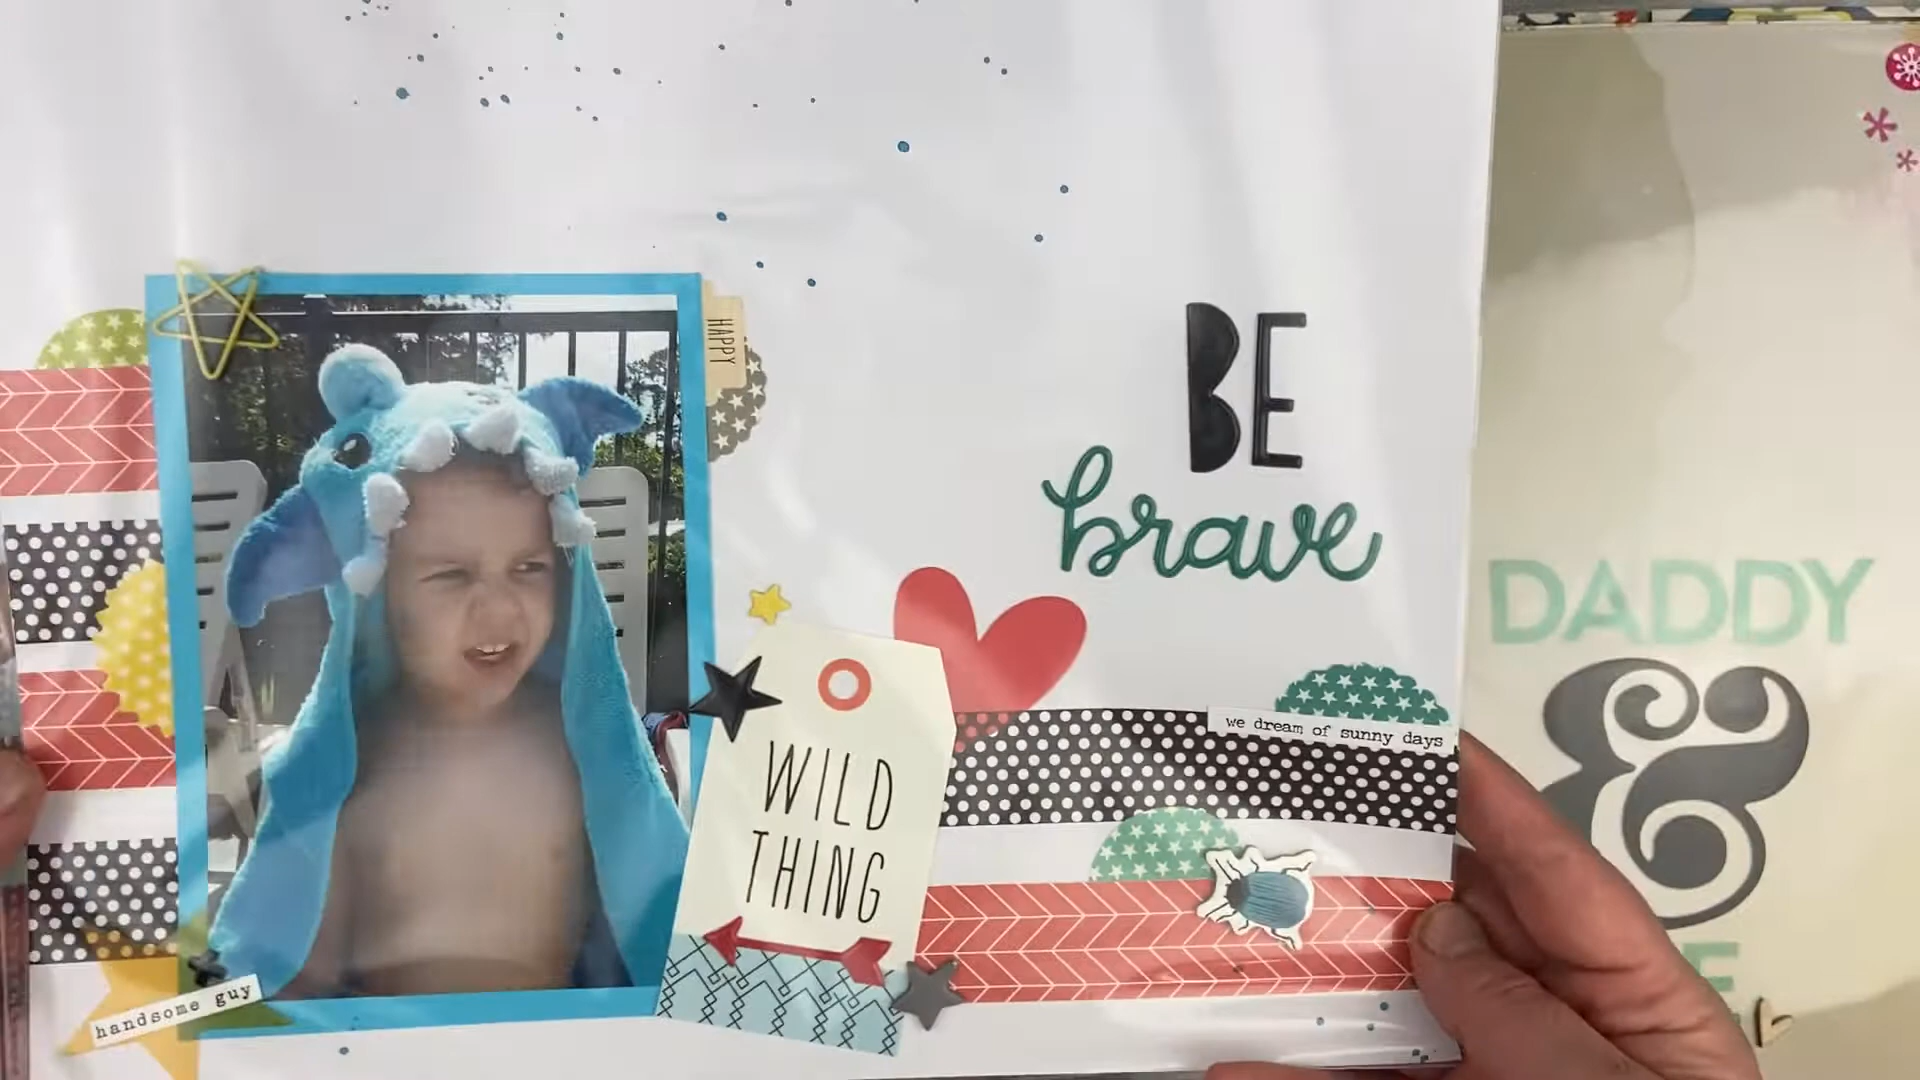 HAPPY
BE
brave
we dream of sunny days
WILD
THING
handsome guy
DADDY
&